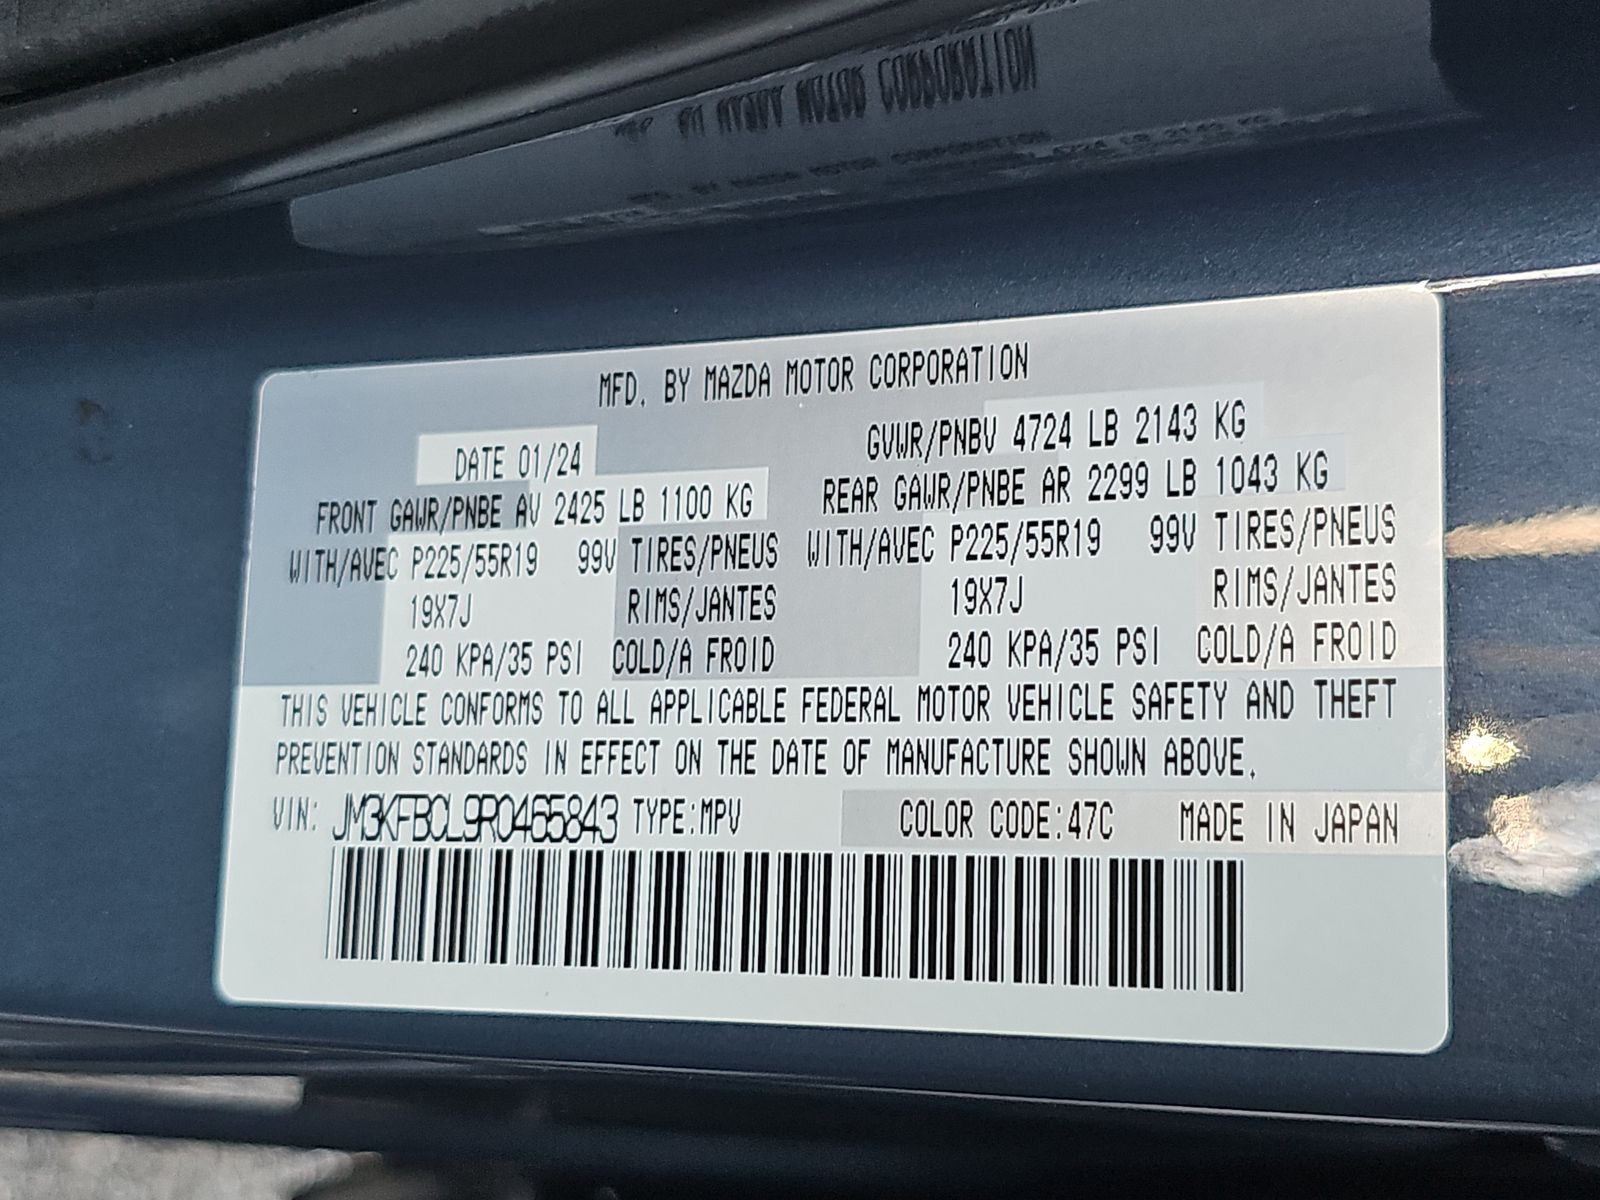 MFD. BY MAZDA MOTOR CORPORATION
DATE 01/24 GVWR/PNBV 4724 LB 2143 KG
FRONT GAWR/PNBE AV 2425 LB 1100 KG REAR GAWR/PNBE AR 2299 LB 1043 KG
WITH/AVEC P225/55R19 99V TIRES/PNEUS WITH/AVEC P225/55R19 99V TIRES/PNEUS
19X7J RIMS/JANTES 19X7J RIMS/JANTES
240 KPA/35 PSI COLD/A FROID 240 KPA/35 PSI COLD/A FROID
THIS VEHICLE CONFORMS TO ALL APPLICABLE FEDERAL MOTOR VEHICLE SAFETY AND THEFT
PREVENTION STANDARDS IN EFFECT ON THE DATE OF MANUFACTURE SHOWN ABOVE.
VIN: JM3KFBCL9R0465843 TYPE:MPV COLOR CODE:47C MADE IN JAPAN